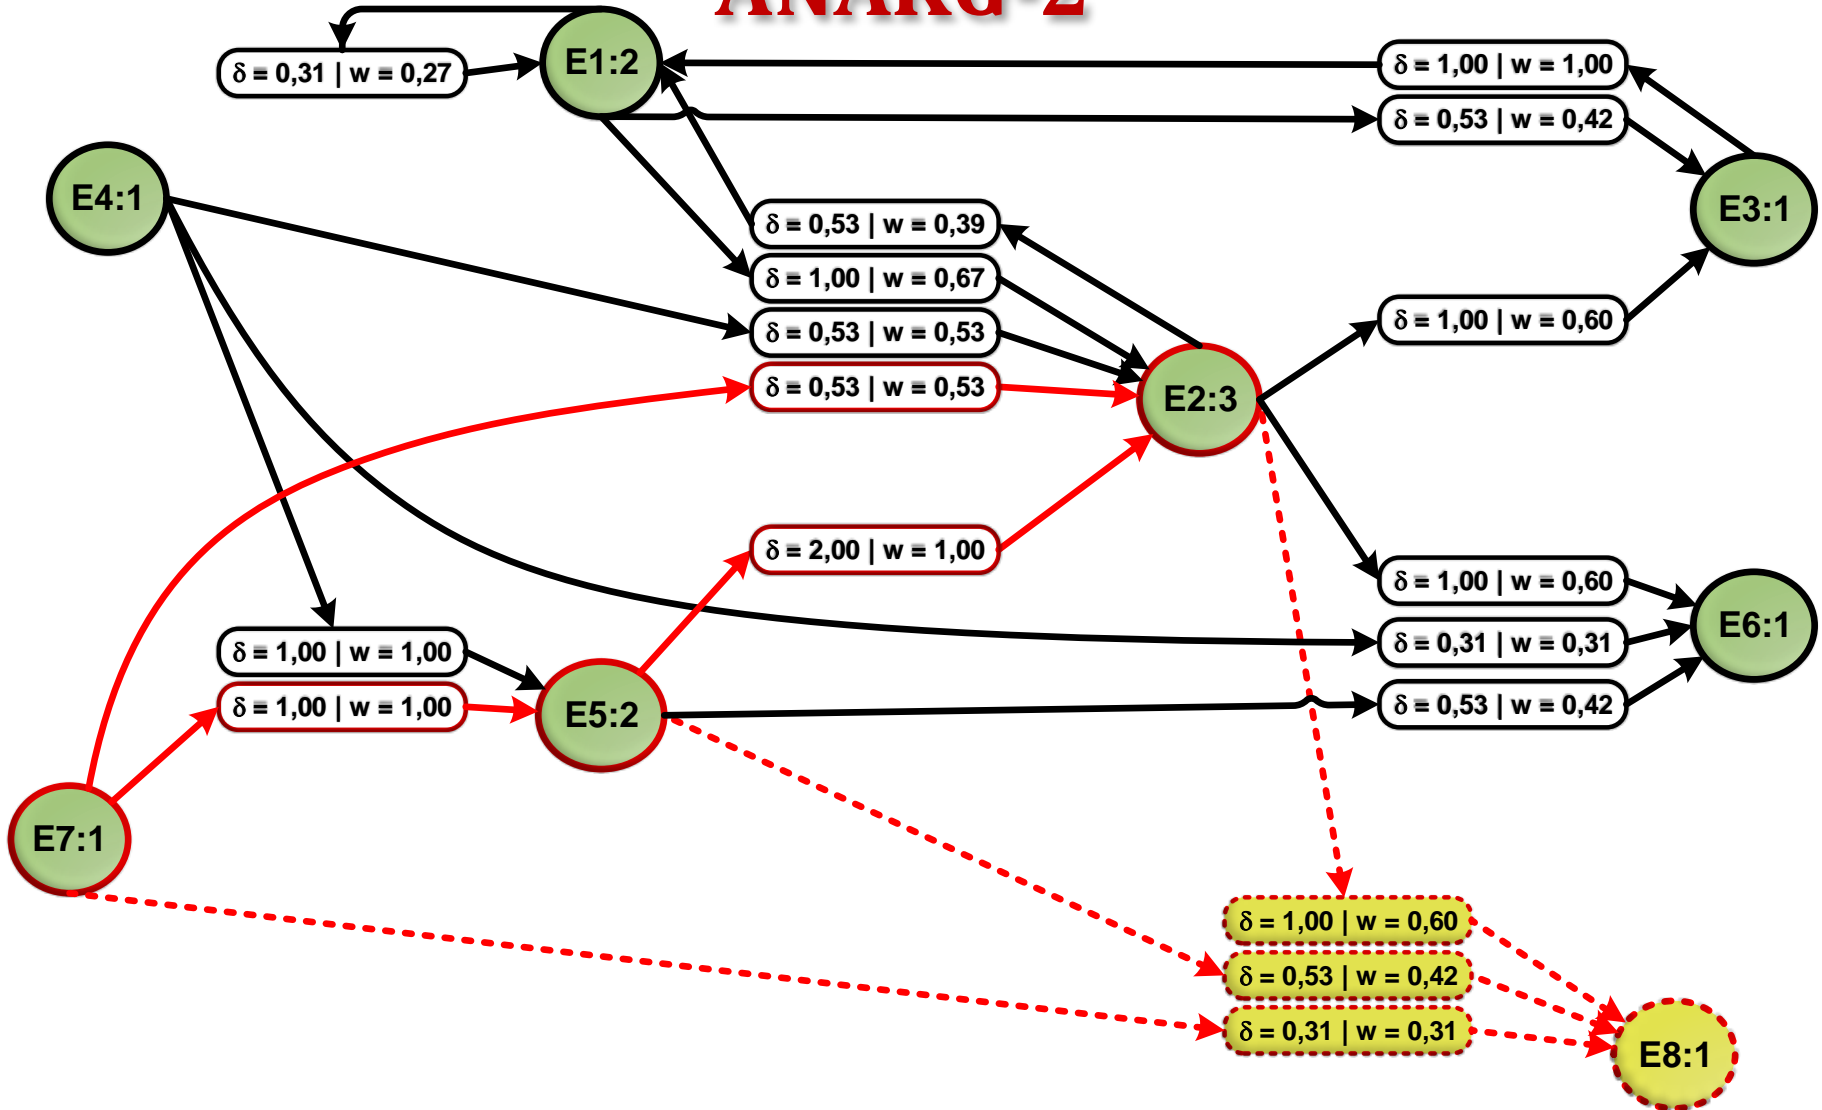 ANAKG-2
E1:2
δ = 0,31 | w = 0,27
δ = 1,00 | w = 1,00
δ = 0,53 | w = 0,42
E4:1
E3:1
δ = 0,53 | w = 0,39
δ = 1,00 | w = 0,67
δ = 0,53 | w = 0,53
δ = 0,53 | w = 0,53
δ = 1,00 | w = 0,60
E2:3
δ = 2,00 | w = 1,00
δ = 1,00 | w = 0,60
δ = 0,31 | w = 0,31
δ = 0,53 | w = 0,42
E6:1
δ = 1,00 | w = 1,00
δ = 1,00 | w = 1,00
E5:2
E7:1
δ = 1,00 | w = 0,60
δ = 0,53 | w = 0,42
δ = 0,31 | w = 0,31
E8:1